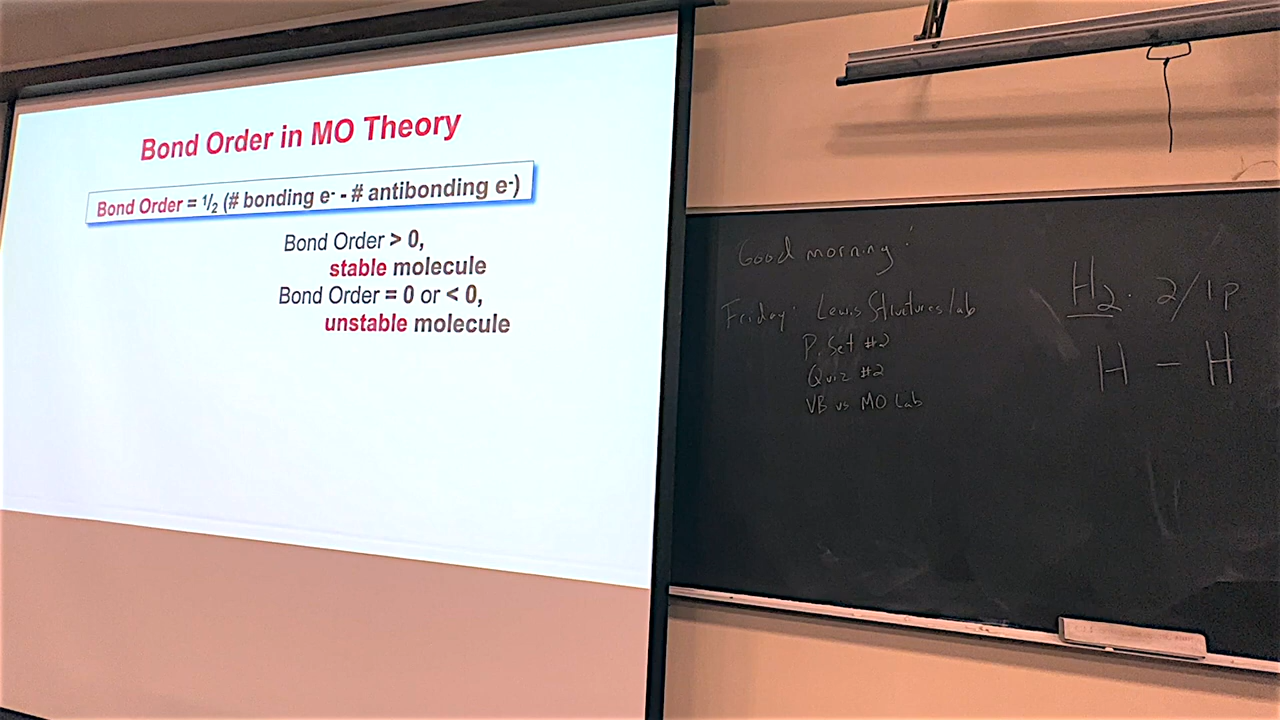 Bond Order in MO Theory
Bond Order = 1/2 (# bonding e- - # antibonding e-)
Bond Order > 0,
stable molecule
Bond Order = 0 or < 0,
unstable molecule
Good morning!
Friday: Lewis Structures lab
P. Set #2
Quiz #2
VB vs MO Lab
H2: 2/1p
H - H